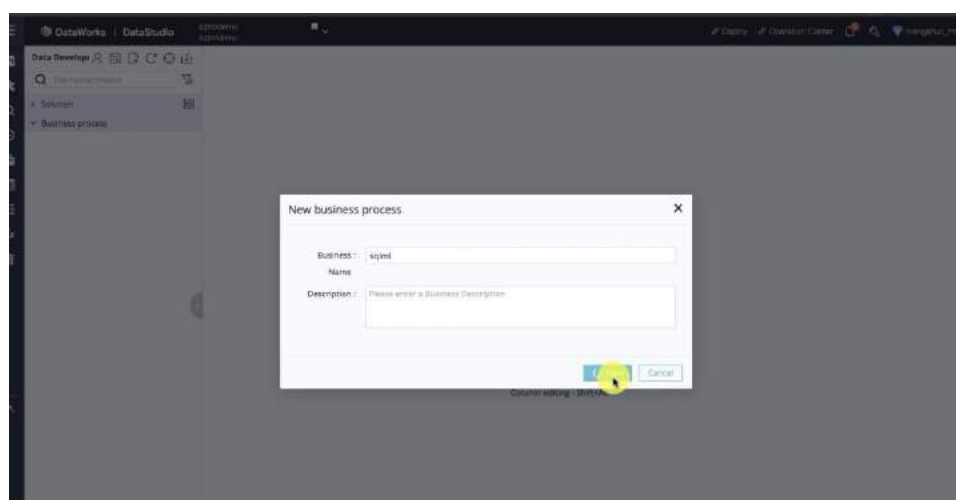 DataWorks | DataStudio
Deploy Operation Center
Data Develop
Solution
Business process
New business process
Business : sqlml
Name
Description : Please enter a Business Description
Cancel
Column editing - Shift+Alt